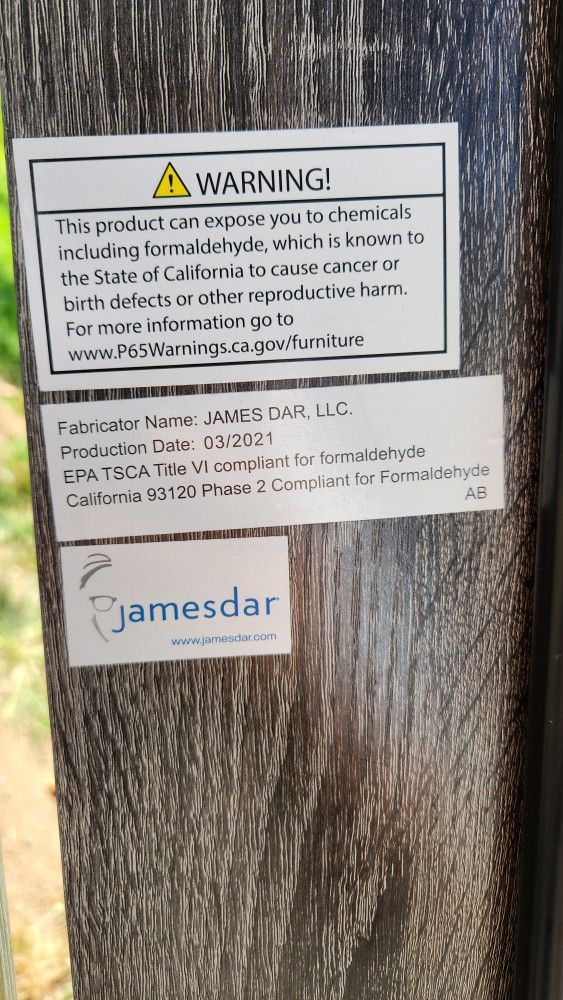 WARNING!
This product can expose you to chemicals
including formaldehyde, which is known to
the State of California to cause cancer or
birth defects or other reproductive harm.
For more information go to
www.P65Warnings.ca.gov/furniture
Fabricator Name: JAMES DAR, LLC.
Production Date: 03/2021
EPA TSCA Title VI compliant for formaldehyde
California 93120 Phase 2 Compliant for Formaldehyde
AB
jamesdar
www.jamesdar.com